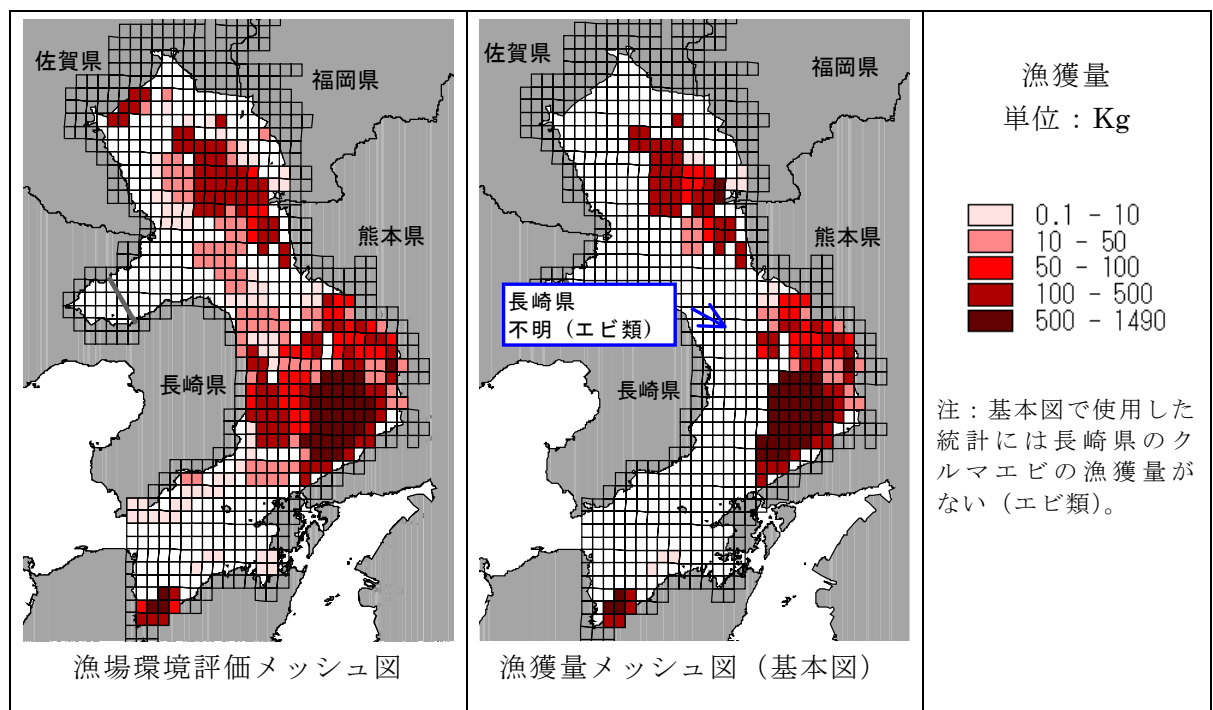 佐賀県
福岡県
熊本県
長崎県
漁場環境評価メッシュ図
佐賀県
福岡県
熊本県
長崎県
不明（エビ類）
長崎県
漁獲量メッシュ図（基本図）
漁獲量
単位：Kg
0.1 - 10
10 - 50
50 - 100
100 - 500
500 - 1490
注：基本図で使用した
統計には長崎県のク
ルマエビの漁獲量が
ない（エビ類）。